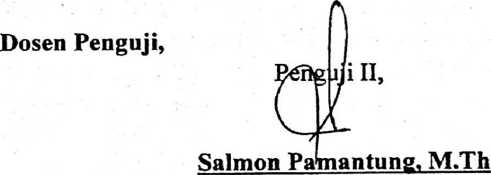 Dosen Penguji,
Penguji II,
Salmon Pamantung, M.Th